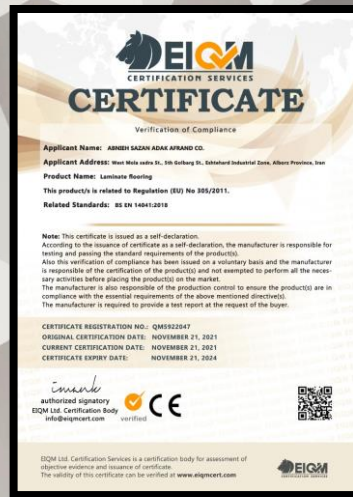 EIQM
CERTIFICATION SERVICES
CERTIFICATE
Verification of Compliance
Applicant Name: ABNIEH SAZAN ADAK AFRAND CO.
Applicant Address: West Mola sadra St., 5th Golbarg St., Eshtehard Industrial Zone, Alborz Province, Iran
Product Name: Laminate flooring
This product/s is related to Regulation (EU) No 305/2011.
Related Standards: BS EN 14041:2018
Note: This certificate is issued as a self-declaration.
According to the issuance of certificate as a self-declaration, the manufacturer is responsible for
testing and passing the standard requirements of the product(s).
Also this verification of compliance has been issued on a voluntary basis and the manufacturer
is responsible of the certification of the product(s) and not exempted to perform all the neces-
sary activities before placing the product(s) on the market.
The manufacturer is also responsible of the production control to ensure the product(s) are in
compliance with the essential requirements of the above mentioned directive(s).
The manufacturer is required to provide a test report at the request of the buyer.
CERTIFICATE REGISTRATION NO.: QMS922047
ORIGINAL CERTIFICATION DATE: NOVEMBER 21, 2021
CURRENT CERTIFICATION DATE: NOVEMBER 21, 2021
CERTIFICATE EXPIRY DATE: NOVEMBER 21, 2024
authorized signatory
EIQM Ltd. Certification Body
info@eiqmcert.com
verified
CE
EIQM Ltd. Certification Services is a certification body for assessment of
objective evidence and issuance of certificate.
The validity of this certificate can be verified at www.eiqmcert.com
EIQM